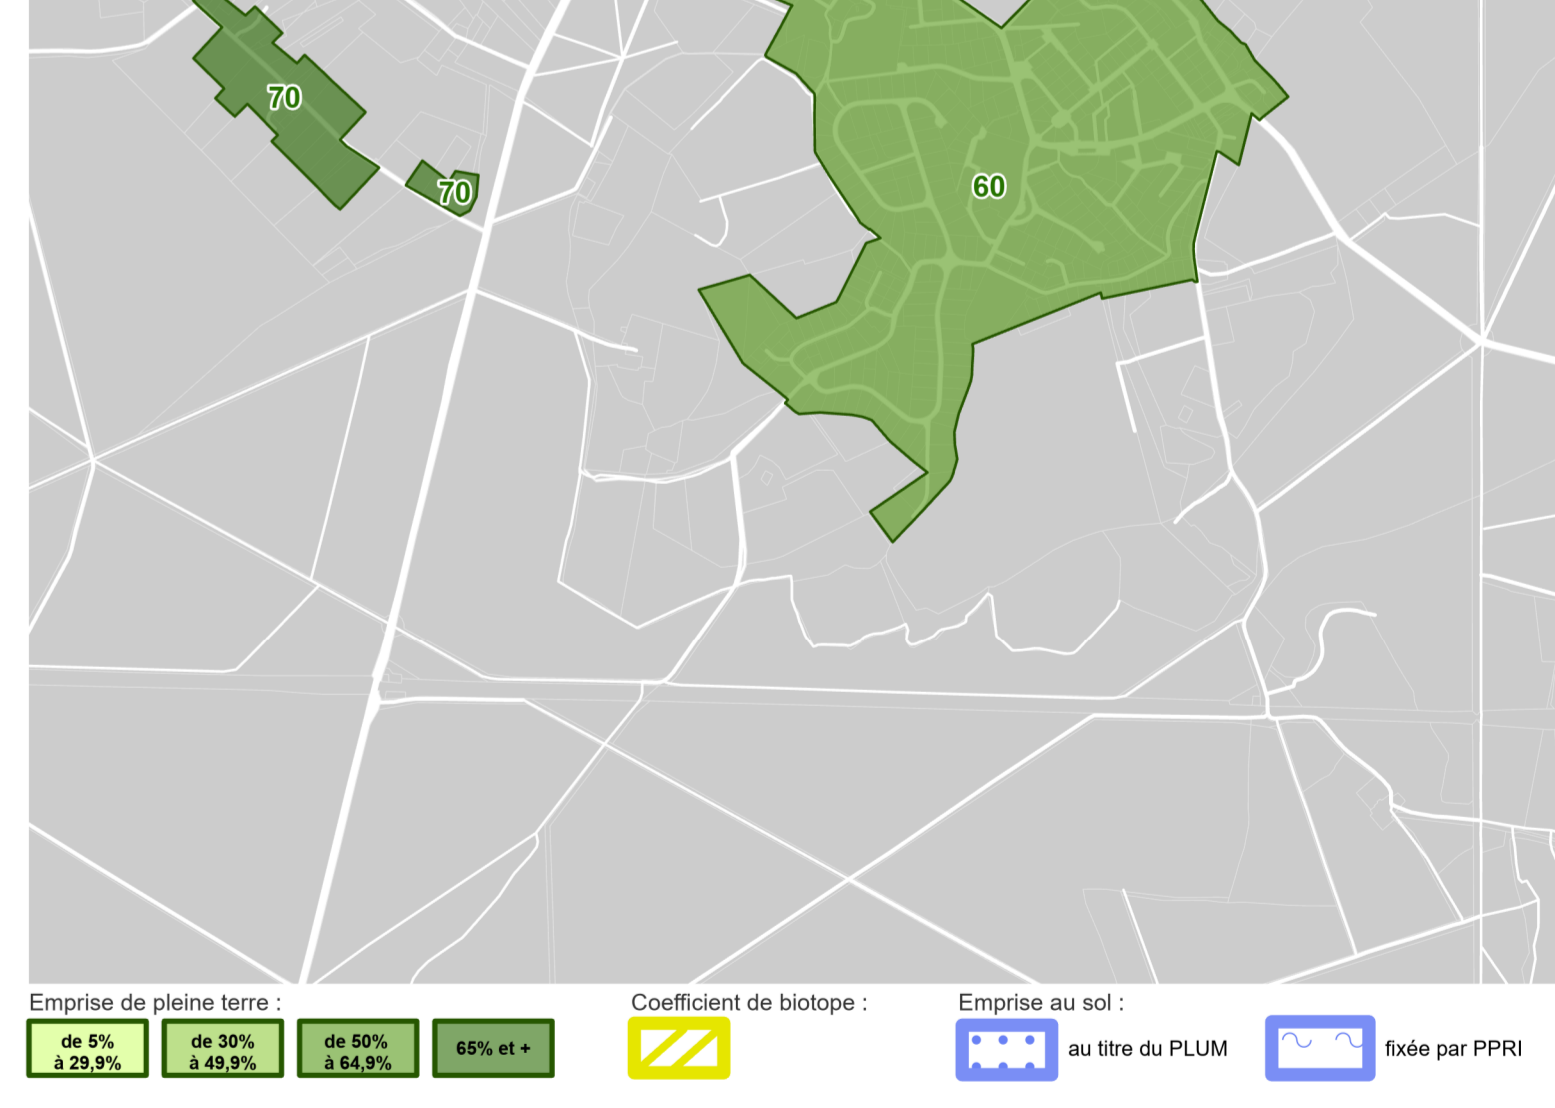 70
70
60
Emprise de pleine terre :
Coefficient de biotope :
Emprise au sol :
de 5%
à 29,9%
de 30%
à 49,9%
de 50%
à 64,9%
65% et +
au titre du PLUM
fixée par PPRI